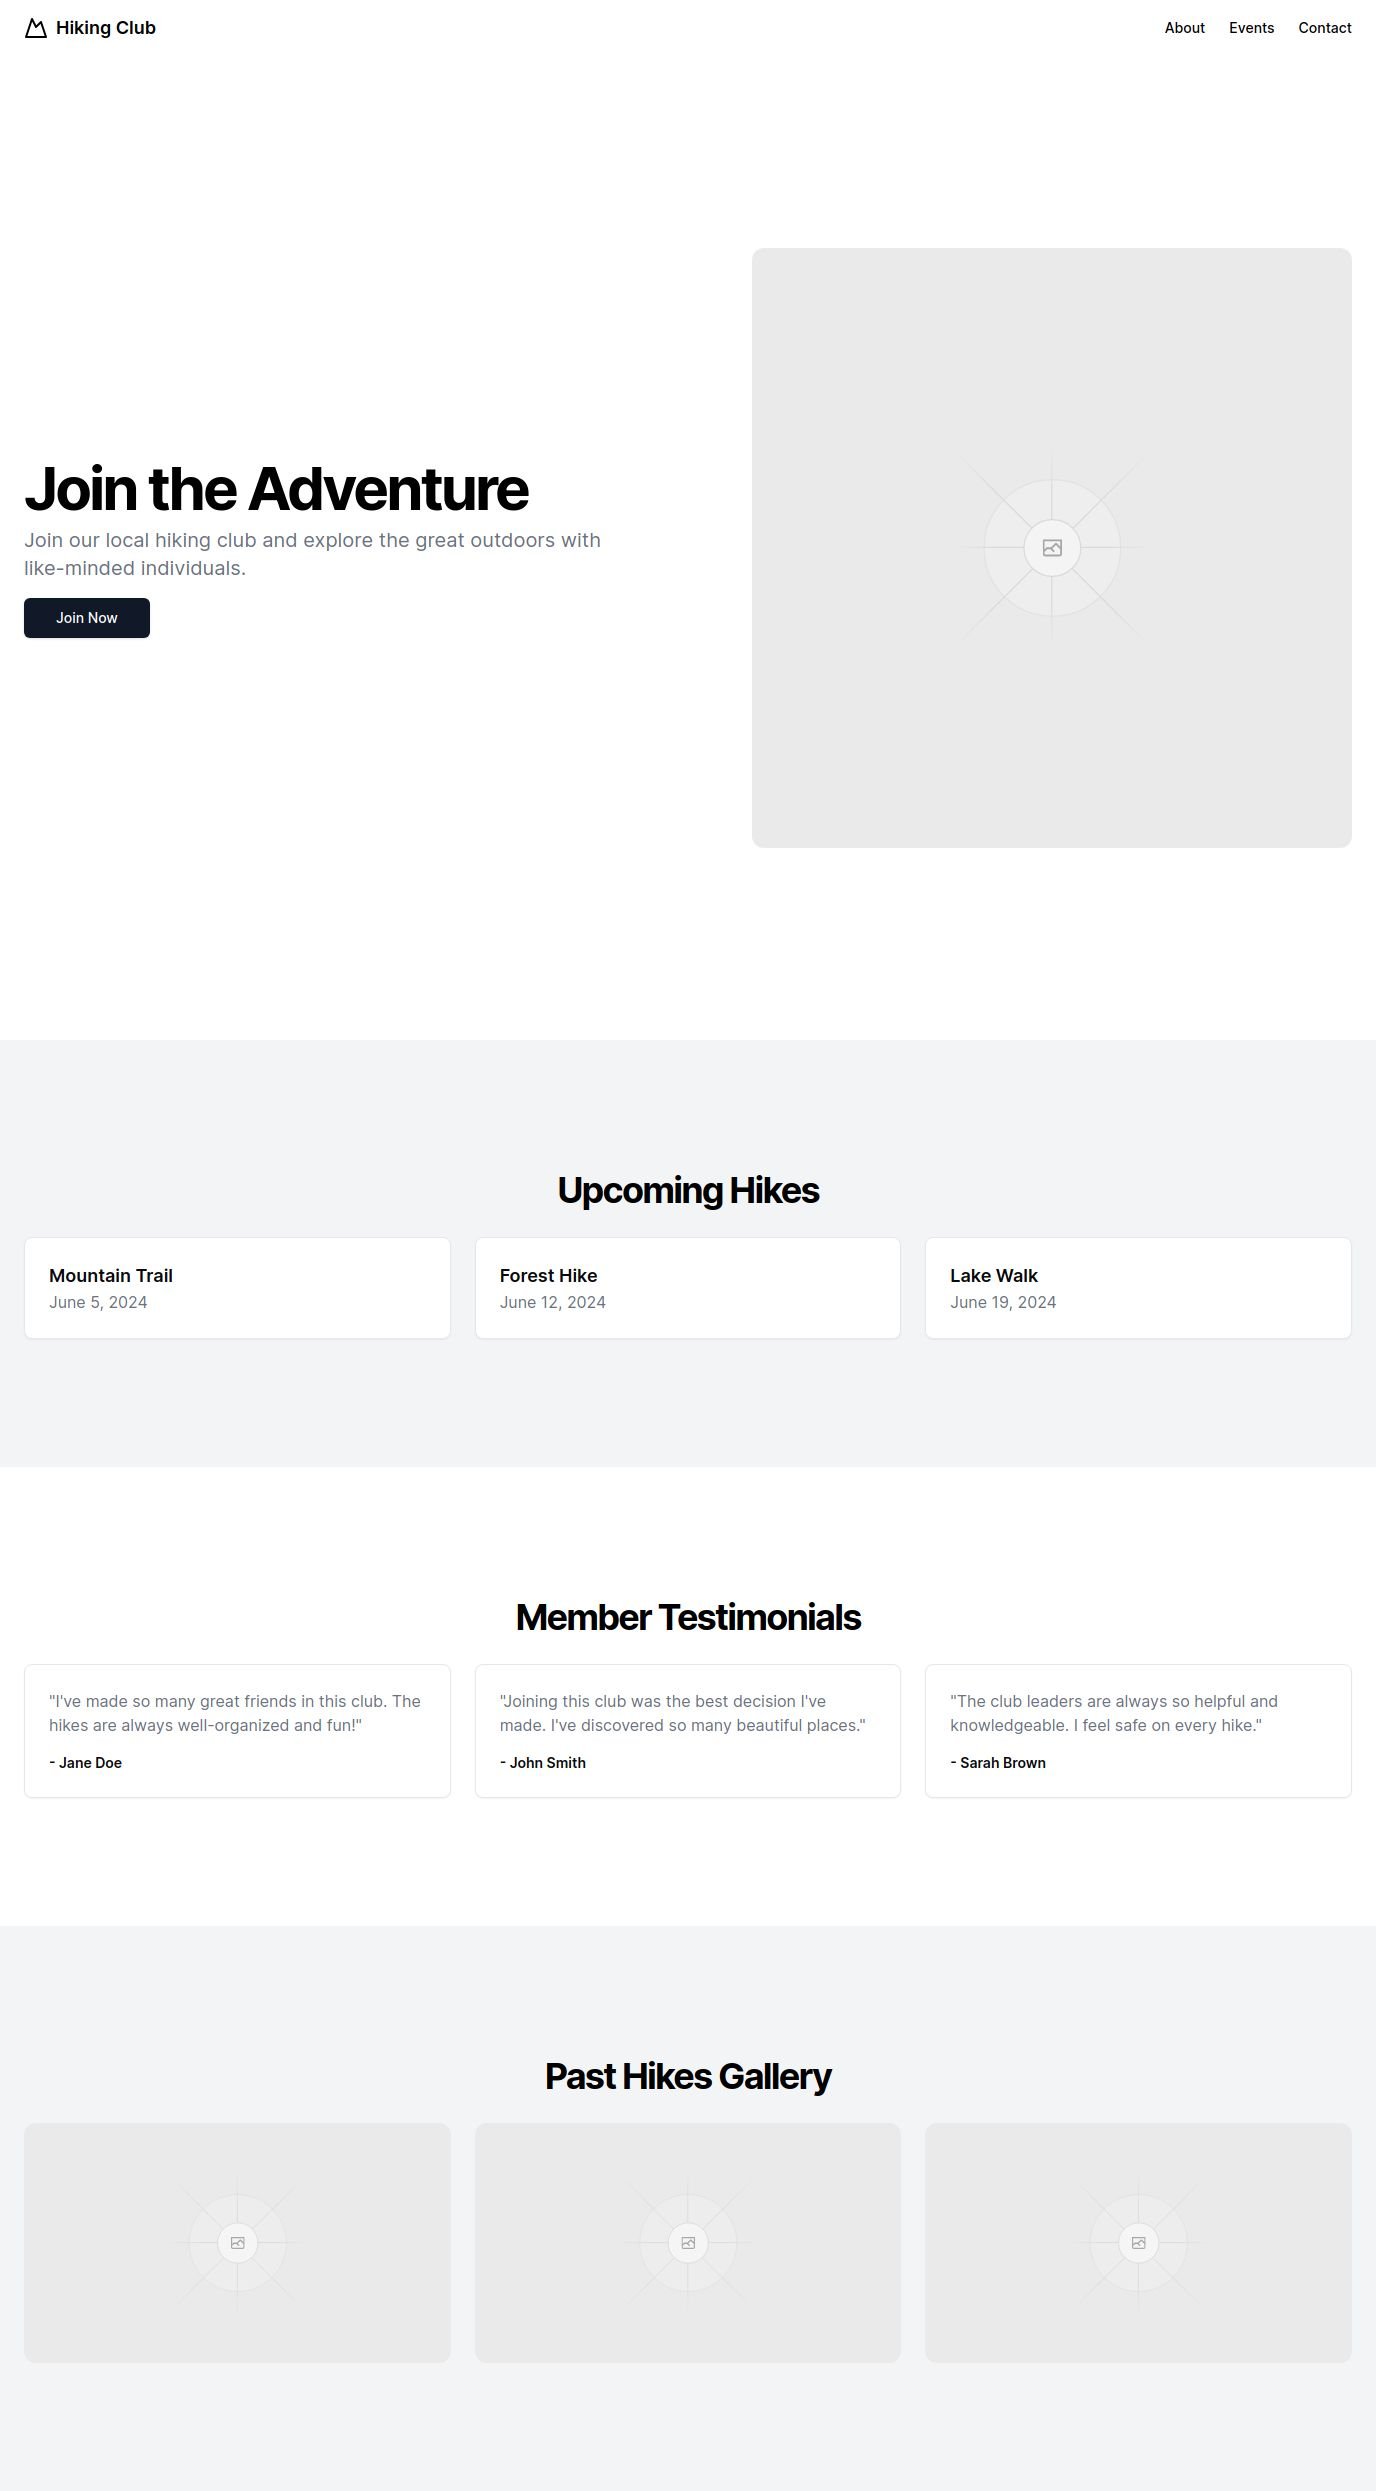 Hiking Club
About Events Contact
Join the Adventure
Join our local hiking club and explore the great outdoors with
like-minded individuals.
Join Now
Upcoming Hikes
Mountain Trail
June 5, 2024
Forest Hike
June 12, 2024
Lake Walk
June 19, 2024
Member Testimonials
"I've made so many great friends in this club. The
hikes are always well-organized and fun!"
- Jane Doe
"Joining this club was the best decision I've
made. I've discovered so many beautiful places."
- John Smith
"The club leaders are always so helpful and
knowledgeable. I feel safe on every hike."
- Sarah Brown
Past Hikes Gallery